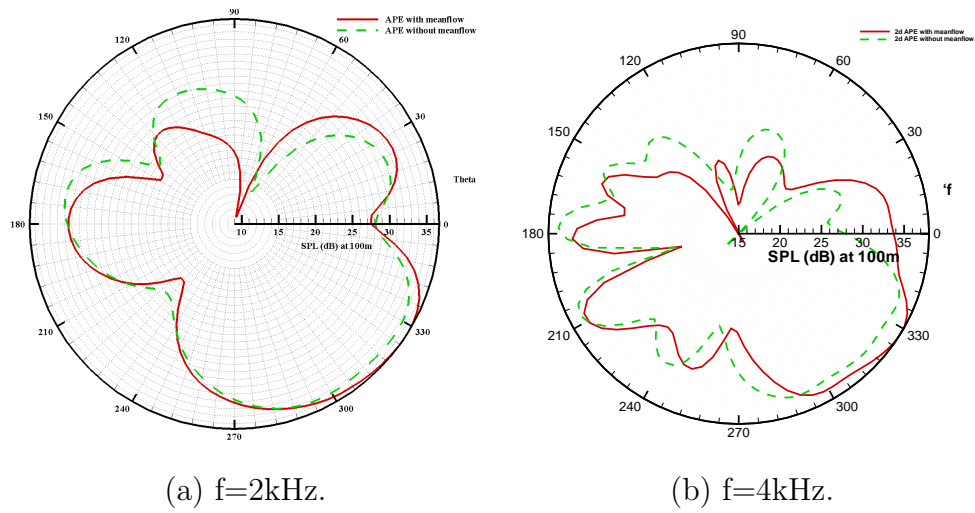 APE with meanflow
APE without meanflow
90
120
60
150
30
Theta
180
10 15 20 25 30 35
0
SPL (dB) at 100m
210
330
240
300
270
2d APE with meanflow
2d APE without meanflow
90
120
60
150
30
'f
180
15 20 25 30 35
0
SPL (dB) at 100m
210
330
240
300
270
(a) f=2kHz.
(b) f=4kHz.